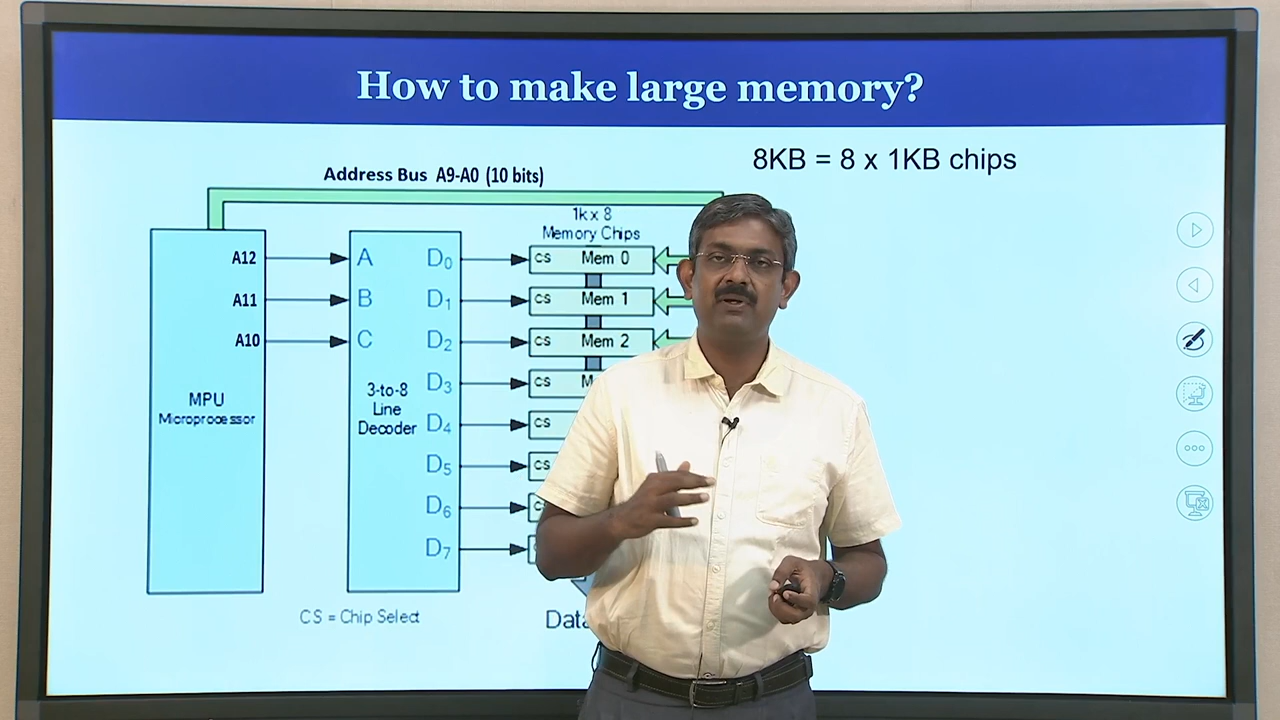 How to make large memory?
8KB = 8 x 1KB chips
Address Bus A9-A0 (10 bits)
1k x 8
Memory Chips
A12
A
D0
CS Mem 0
A11
B
D1
CS Mem 1
A10
C
D2
CS Mem 2
D3
CS
3-to-8
Line
Decoder
MPU
Microprocessor
D4
CS
D5
CS
D6
D7
CS = Chip Select
Data